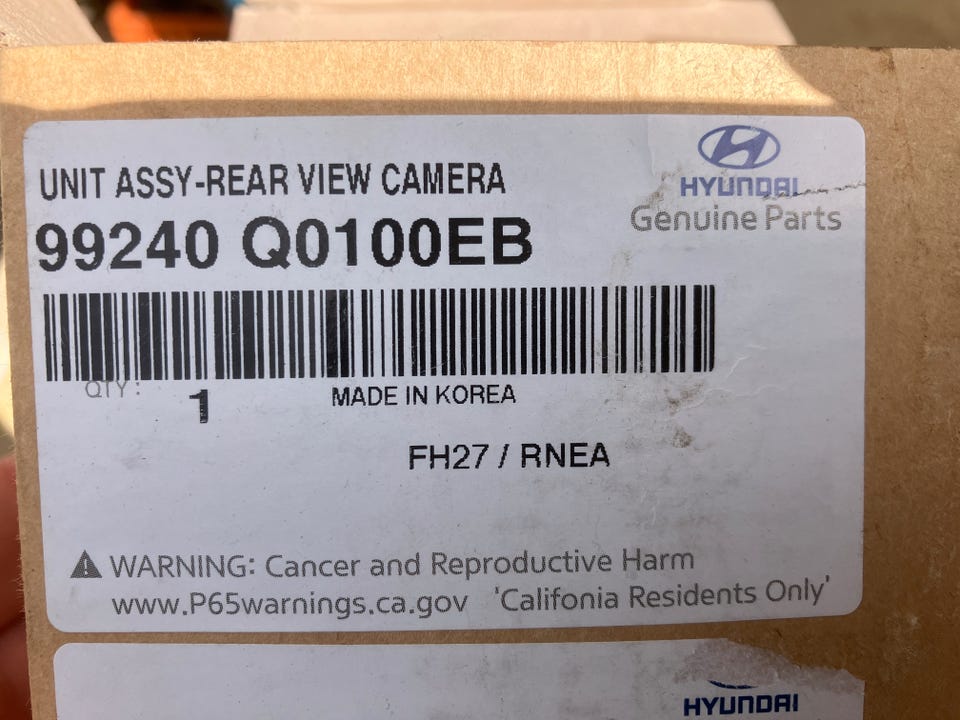 HYUNDAI
Genuine Parts
UNIT ASSY-REAR VIEW CAMERA
99240 Q0100EB
QTY:
1
MADE IN KOREA
FH27 / RNEA
WARNING: Cancer and Reproductive Harm
www.P65warnings.ca.gov 'Califonia Residents Only'
HYUNDAI